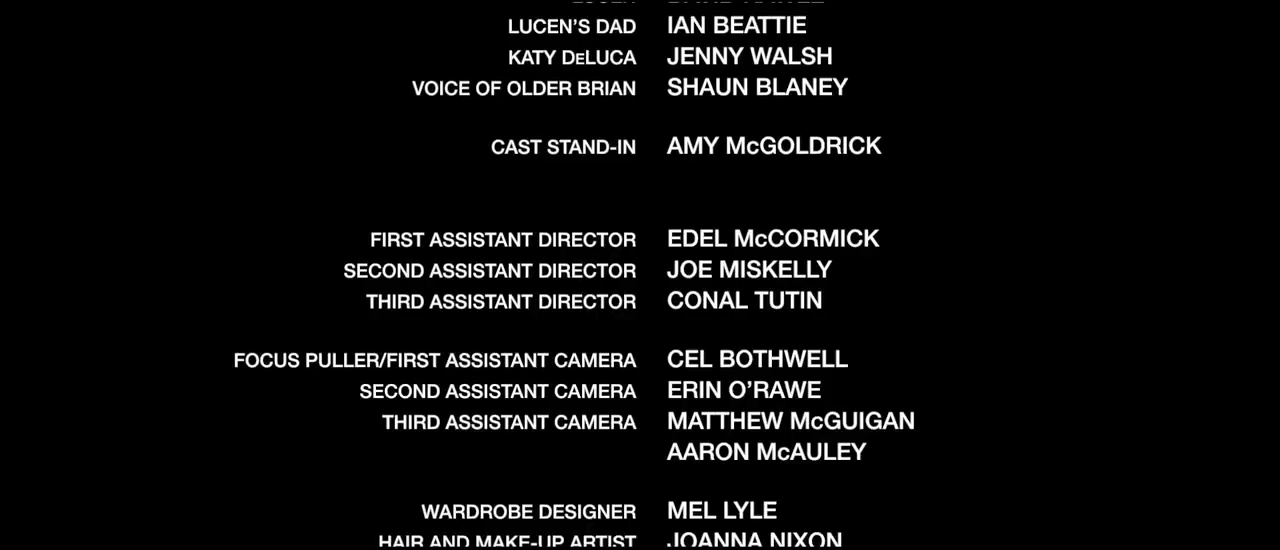 LUCEN'S DAD IAN BEATTIE
KATY DeLUCA JENNY WALSH
VOICE OF OLDER BRIAN SHAUN BLANEY
CAST STAND-IN AMY McGOLDRICK
FIRST ASSISTANT DIRECTOR EDEL McCORMICK
SECOND ASSISTANT DIRECTOR JOE MISKELLY
THIRD ASSISTANT DIRECTOR CONAL TUTIN
FOCUS PULLER/FIRST ASSISTANT CAMERA CEL BOTHWELL
SECOND ASSISTANT CAMERA ERIN O'RAWE
THIRD ASSISTANT CAMERA MATTHEW McGUIGAN
AARON McAULEY
WARDROBE DESIGNER MEL LYLE
HAIR AND MAKE-UP ARTIST JOANNA NIXON